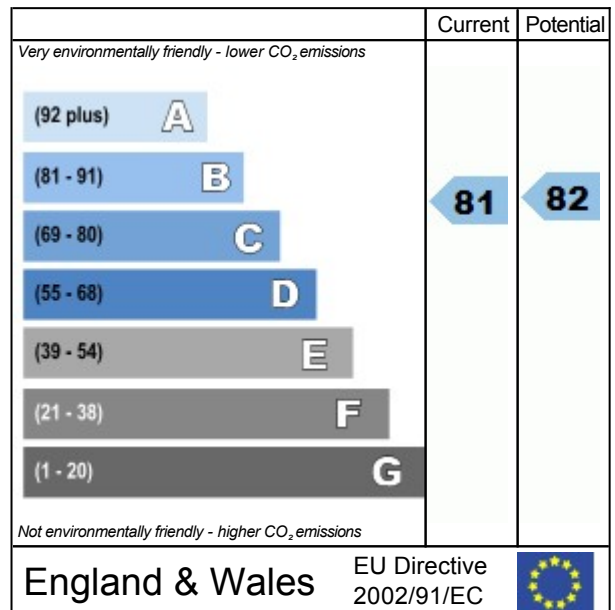 Current Potential
Very environmentally friendly - lower CO₂ emissions
(92 plus) A
(81 - 91) B
(69 - 80) C
(55 - 68) D
(39 - 54) E
(21 - 38) F
(1 - 20) G
81 82
Not environmentally friendly - higher CO₂ emissions
England & Wales
EU Directive
2002/91/EC